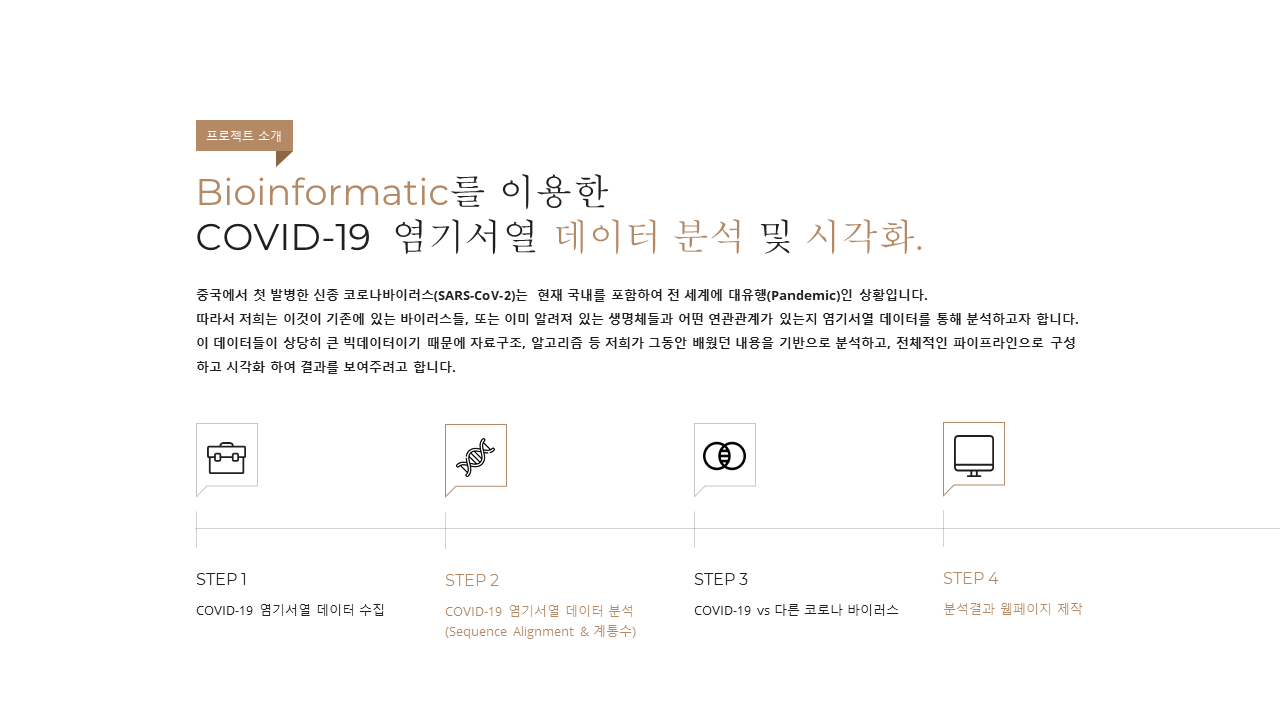 프로젝트 소개
Bioinformatic를 이용한
COVID-19 염기서열 데이터 분석 및 시각화.
중국에서 첫 발병한 신종 코로나바이러스(SARS-CoV-2)는 현재 국내를 포함하여 전 세계에 대유행(Pandemic)인 상황입니다.
따라서 저희는 이것이 기존에 있는 바이러스들, 또는 이미 알려져 있는 생명체들과 어떤 연관관계가 있는지 염기서열 데이터를 통해 분석하고자 합니다.
이 데이터들이 상당히 큰 빅데이터이기 때문에 자료구조, 알고리즘 등 저희가 그동안 배웠던 내용을 기반으로 분석하고, 전체적인 파이프라인으로 구성
하고 시각화 하여 결과를 보여주려고 합니다.
STEP 1
COVID-19 염기서열 데이터 수집
STEP 2
COVID-19 염기서열 데이터 분석
(Sequence Alignment & 계통수)
STEP 3
COVID-19 vs 다른 코로나 바이러스
STEP 4
분석결과 웹페이지 제작